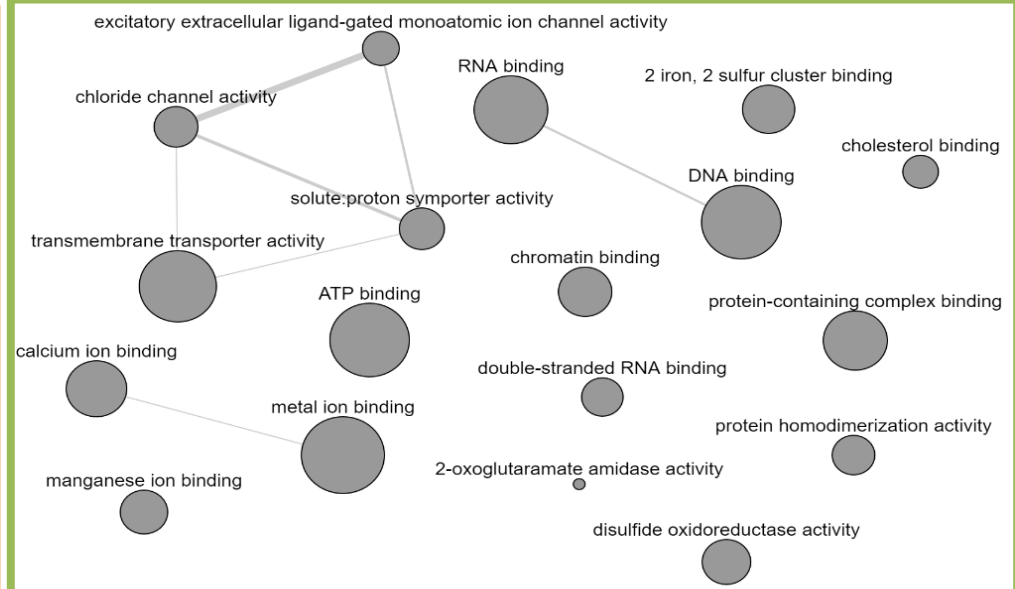 excitatory extracellular ligand-gated monoatomic ion channel activity
RNA binding
2 iron, 2 sulfur cluster binding
chloride channel activity
cholesterol binding
DNA binding
solute:proton symporter activity
transmembrane transporter activity
chromatin binding
ATP binding
protein-containing complex binding
calcium ion binding
double-stranded RNA binding
metal ion binding
protein homodimerization activity
2-oxoglutaramate amidase activity
manganese ion binding
disulfide oxidoreductase activity